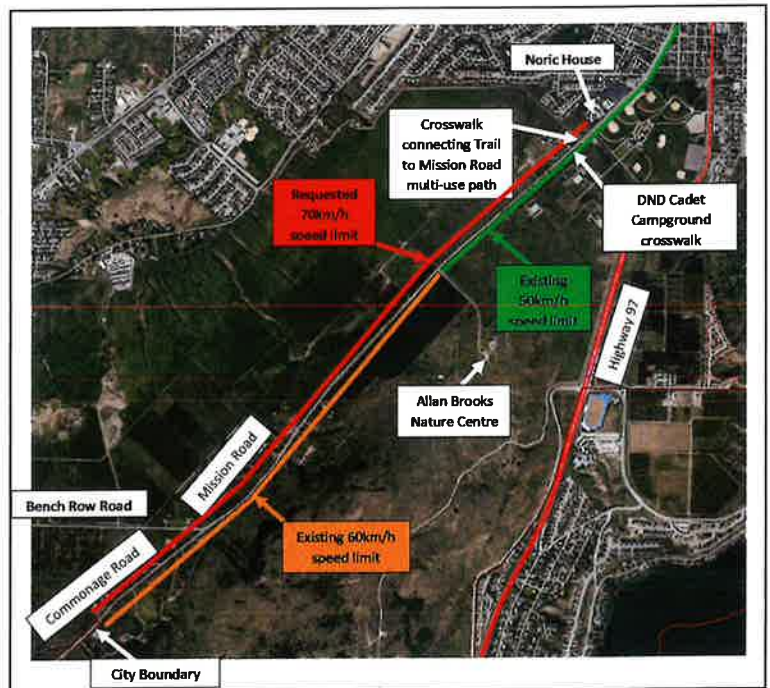 Noric House
Crosswalk
connecting Trail
to Mission Road
multi-use path
Requested
70km/h
speed limit
DND Cadet
Campground
crosswalk
Existing
50km/h
speed limit
Highway 97
Allan Brooks
Nature Centre
Mission Road
Bench Row Road
Existing 60km/h
speed limit
Commonage Road
City Boundary